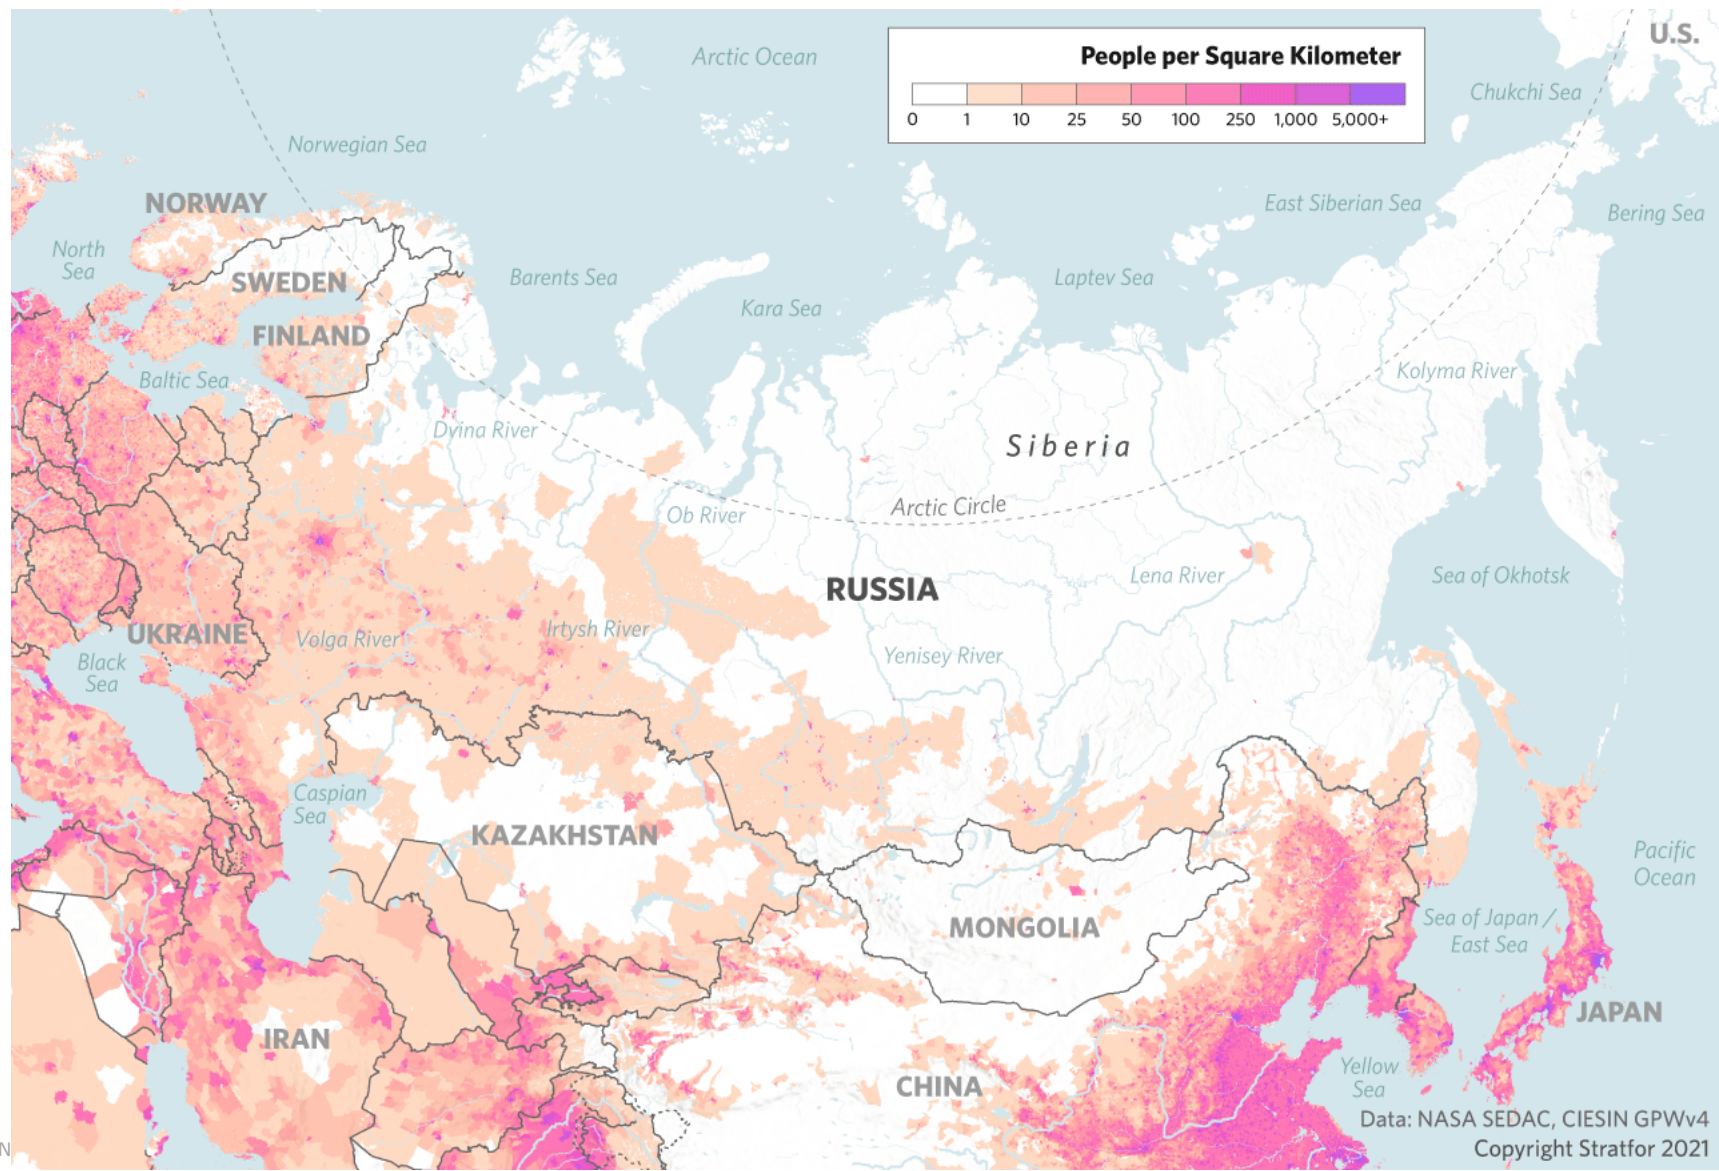 U.S.
Arctic Ocean
People per Square Kilometer
0 1 10 25 50 100 250 1,000 5,000+
Chukchi Sea
Norwegian Sea
NORWAY
East Siberian Sea
Bering Sea
North
Sea
SWEDEN
Barents Sea
Kara Sea
Laptev Sea
FINLAND
Baltic Sea
Kolyma River
Dvina River
Siberia
Arctic Circle
Ob River
Lena River
Sea of Okhotsk
RUSSIA
UKRAINE
Volga River
Irtysh River
Yenisey River
Black
Sea
Caspian
Sea
KAZAKHSTAN
Pacific
Ocean
MONGOLIA
Sea of Japan /
East Sea
JAPAN
IRAN
Yellow
Sea
CHINA
Data: NASA SEDAC, CIESIN GPWv4
Copyright Stratfor 2021
N